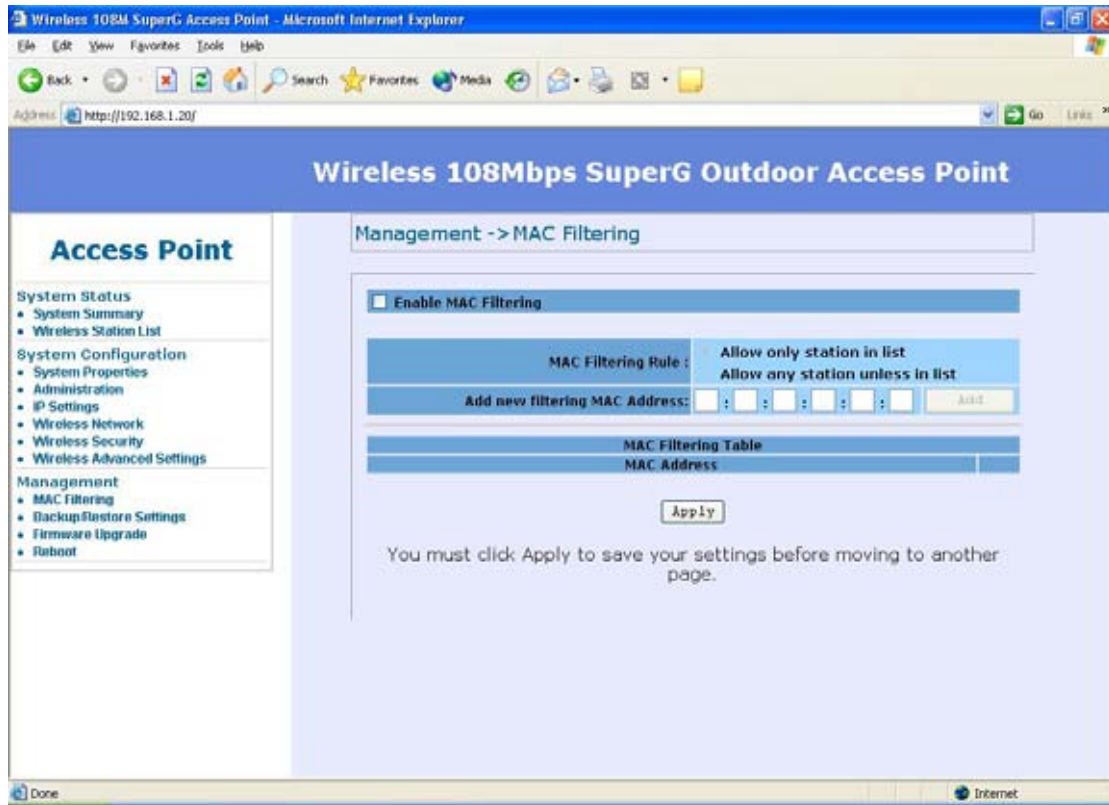 Wireless 108M SuperG Access Point - Microsoft Internet Explorer
File Edit View Favorites Tools Help
Back Search Favorites Media
Address http://192.168.1.20/ Go Links »
Wireless 108Mbps SuperG Outdoor Access Point
Access Point
System Status
• System Summary
• Wireless Station List
System Configuration
• System Properties
• Administration
• IP Settings
• Wireless Network
• Wireless Security
• Wireless Advanced Settings
Management
• MAC Filtering
• Backup/Restore Settings
• Firmware Upgrade
• Reboot
Management ->MAC Filtering
Enable MAC Filtering
MAC Filtering Rule : Allow only station in list
Allow any station unless in list
Add new filtering MAC Address: : : : : : Add
MAC Filtering Table
MAC Address
Apply
You must click Apply to save your settings before moving to another
page.
Done Internet